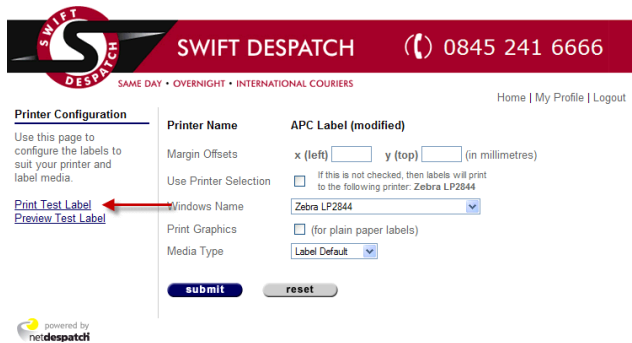 SWIFT
DESPATCH
SWIFT DESPATCH
0845 241 6666
SAME DAY • OVERNIGHT • INTERNATIONAL COURIERS
Home | My Profile | Logout
Printer Configuration
Use this page to
configure the labels to
suit your printer and
label media.
Print Test Label
Preview Test Label
Printer Name APC Label (modified)
Margin Offsets x (left) y (top) (in millimetres)
Use Printer Selection If this is not checked, then labels will print
to the following printer: Zebra LP2844
Windows Name Zebra LP2844
Print Graphics (for plain paper labels)
Media Type Label Default
submit reset
powered by
netdespatch